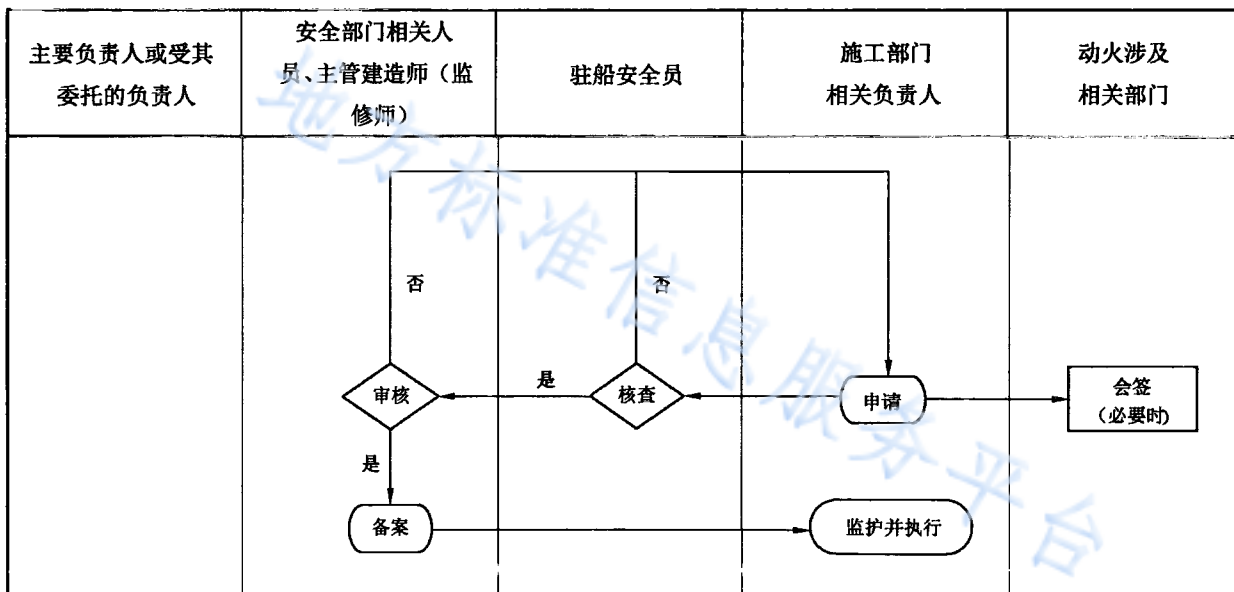 主要负责人或受其
委托的负责人
安全部门相关人
员、主管建造师（监
修师）
驻船安全员
施工部门
相关负责人
动火涉及
相关部门
否
否
审核
是
核查
申请
会签
（必要时）
是
备案
监护并执行
地方标准信息服务平台